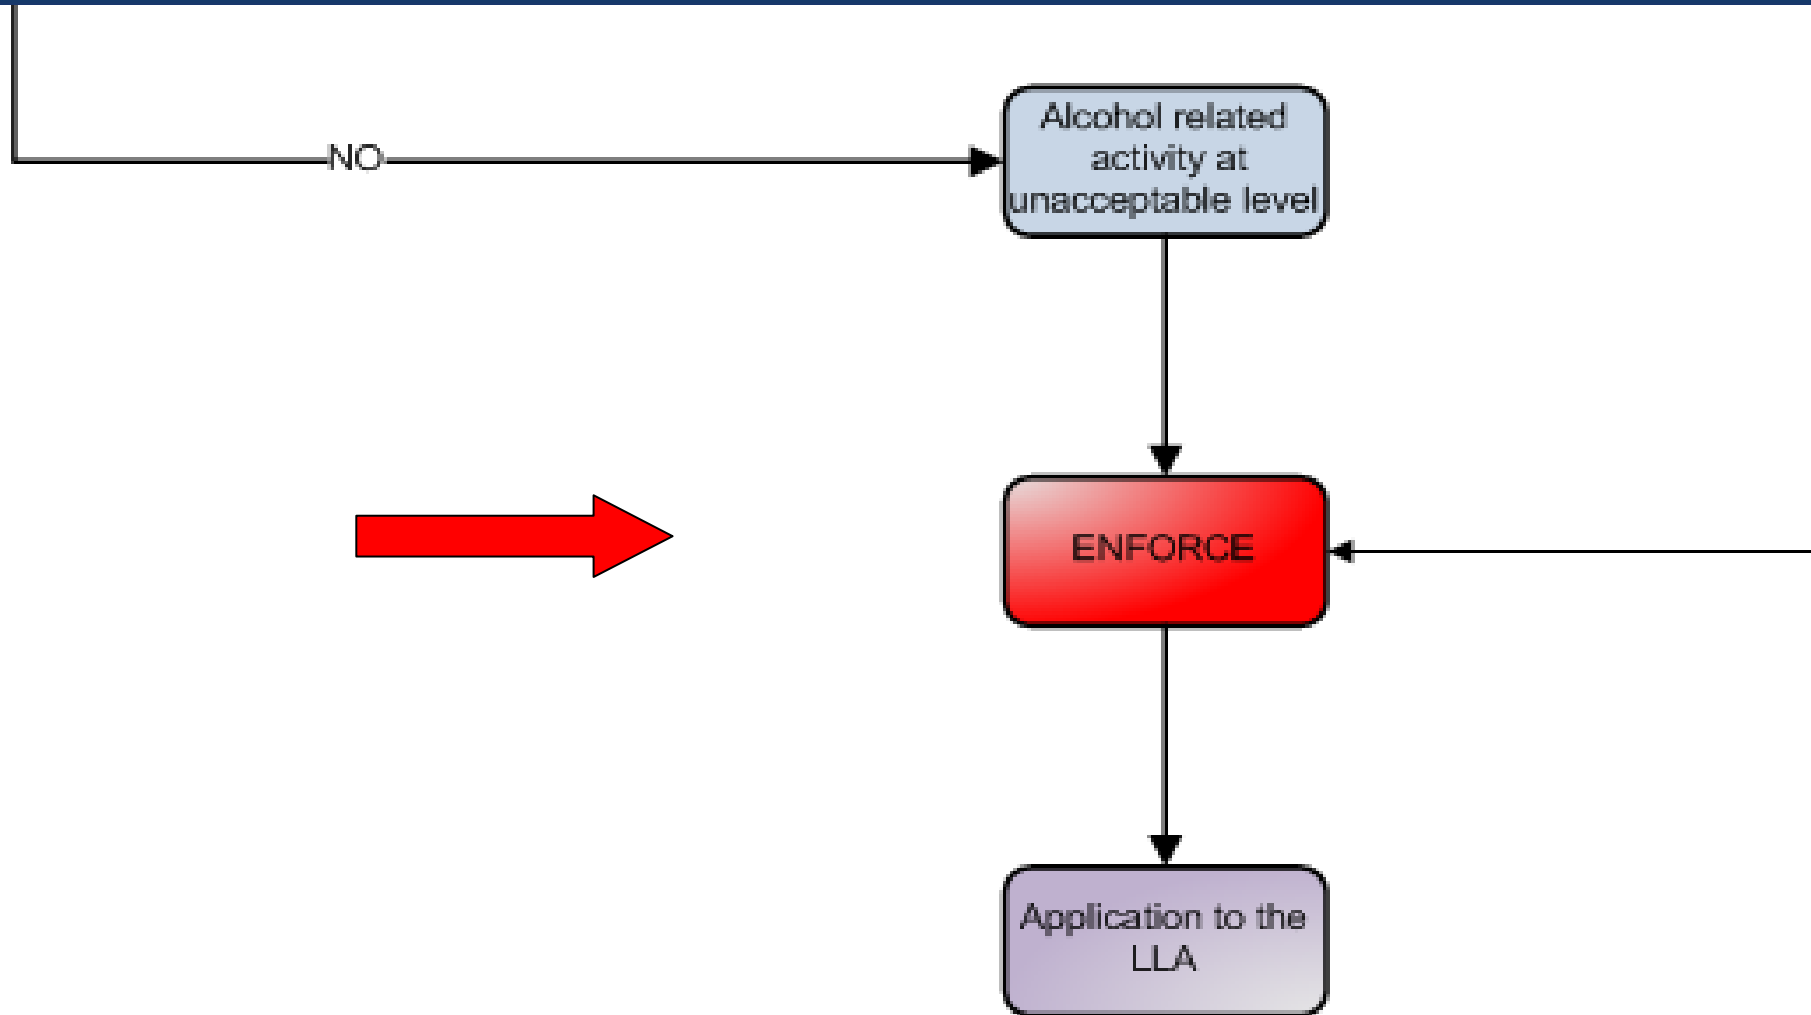 Alcohol related
activity at
unacceptable level
NO
ENFORCE
Application to the
LLA